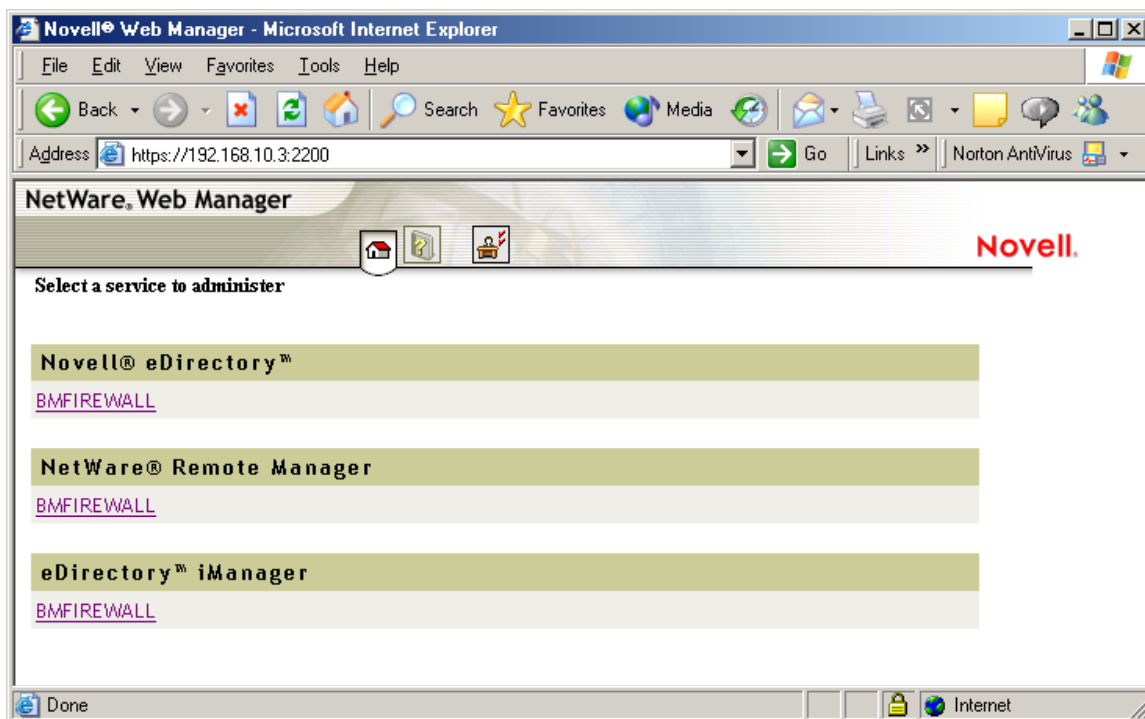 Novell® Web Manager - Microsoft Internet Explorer
File Edit View Favorites Tools Help
Back Search Favorites Media
Address https://192.168.10.3:2200 Go Links » Norton AntiVirus
NetWare® Web Manager
Novell.
Select a service to administer
Novell® eDirectory™
BMFIREWALL
NetWare® Remote Manager
BMFIREWALL
eDirectory™ iManager
BMFIREWALL
Done Internet